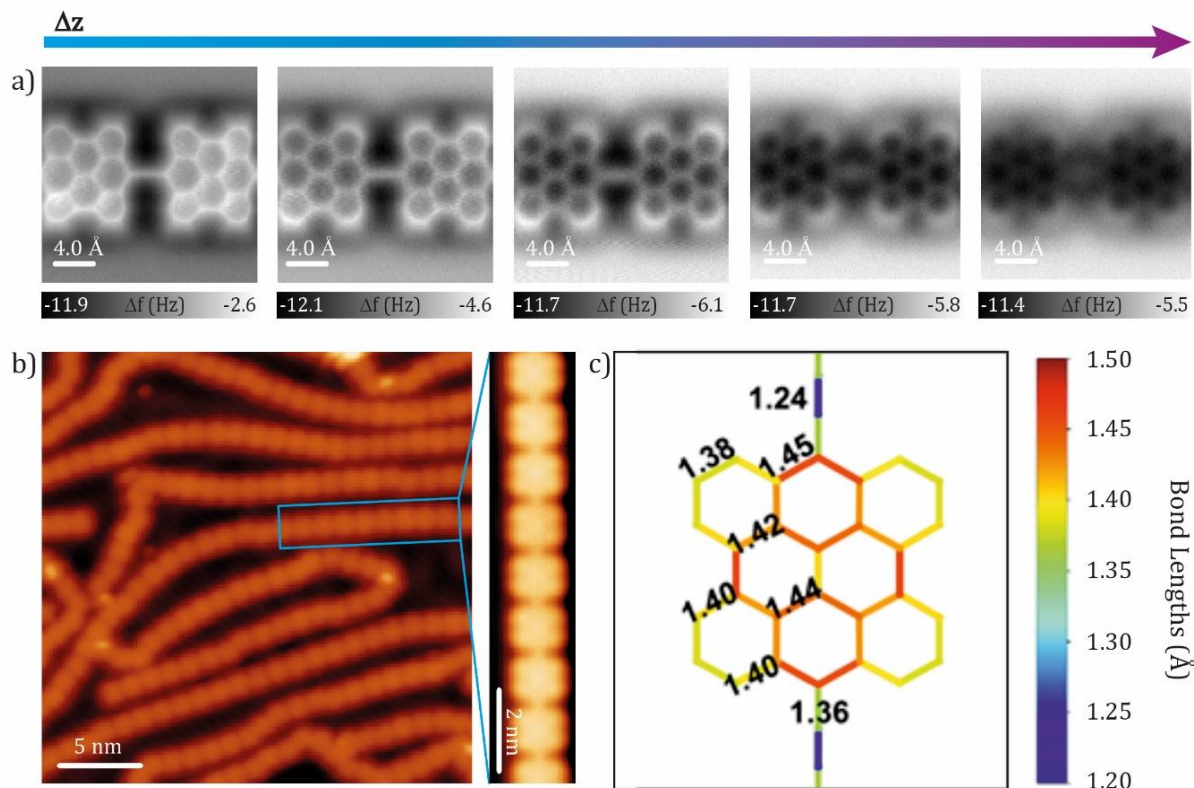 Δz
a)
4.0 Å
4.0 Å
4.0 Å
4.0 Å
4.0 Å
-11.9 Δf (Hz) -2.6
-12.1 Δf (Hz) -4.6
-11.7 Δf (Hz) -6.1
-11.7 Δf (Hz) -5.8
-11.4 Δf (Hz) -5.5
b)
5 nm
2 nm
c)
1.24
1.38
1.45
1.42
1.40
1.44
1.40
1.36
1.50
1.45
1.40
1.35
1.30
1.25
1.20
Bond Lengths (Å)